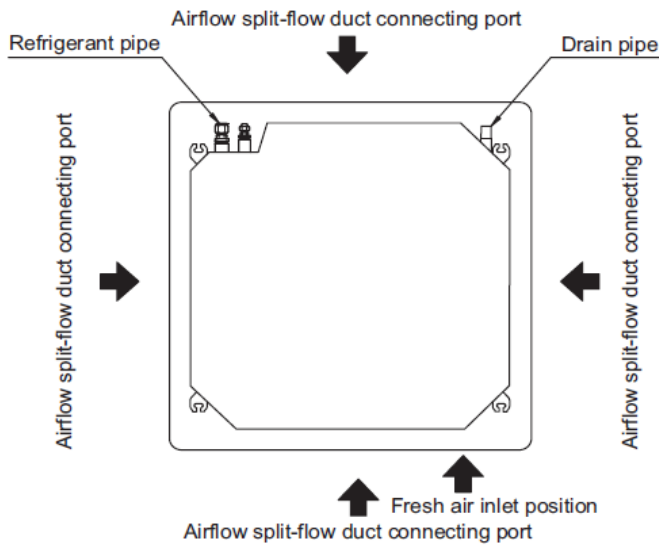 Airflow split-flow duct connecting port
Refrigerant pipe
Drain pipe
Airflow split-flow duct connecting port
Airflow split-flow duct connecting port
Fresh air inlet position
Airflow split-flow duct connecting port